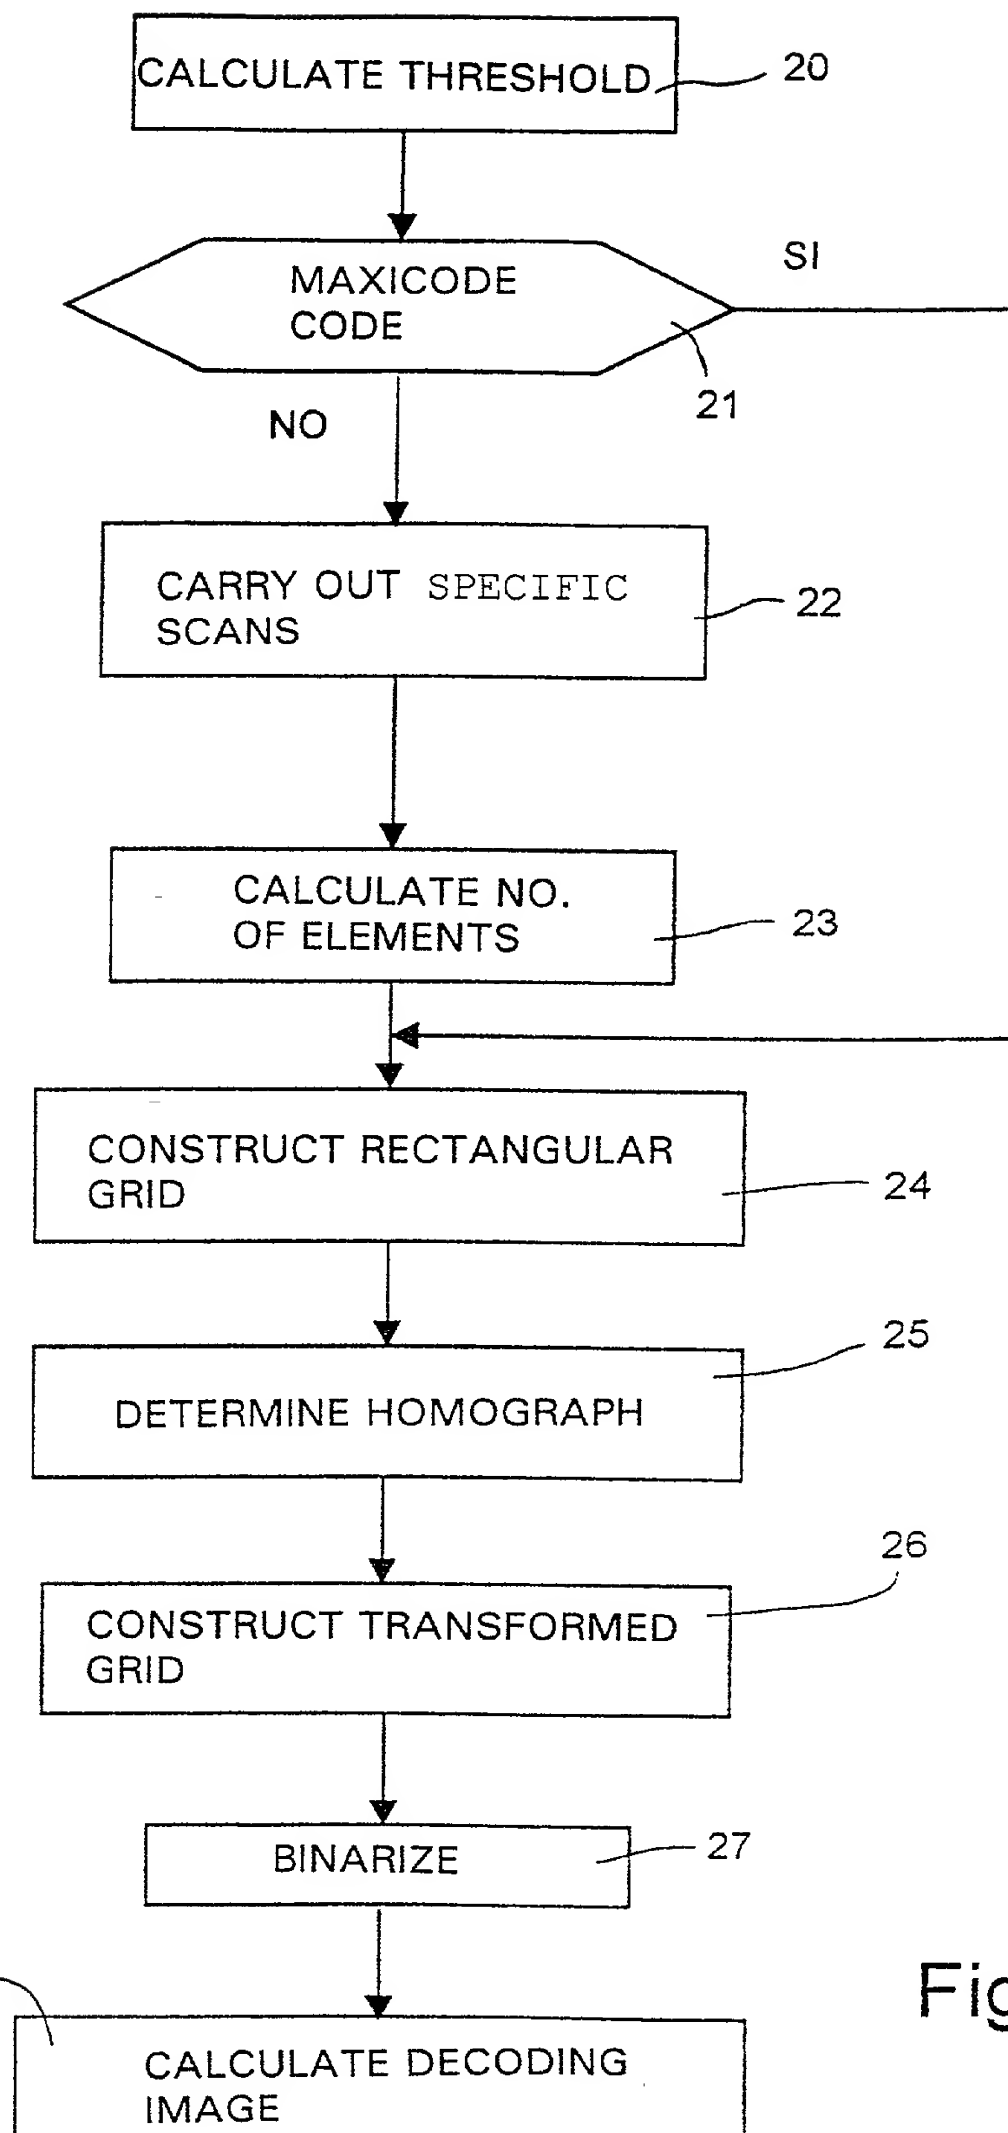 CALCULATE THRESHOLD
20
MAXICODE
CODE
SI
21
NO
CARRY OUT SPECIFIC
SCANS
22
CALCULATE NO.
OF ELEMENTS
23
CONSTRUCT RECTANGULAR
GRID
24
25
DETERMINE HOMOGRAPH
26
CONSTRUCT TRANSFORMED
GRID
BINARIZE
27
Fig
CALCULATE DECODING
IMAGE